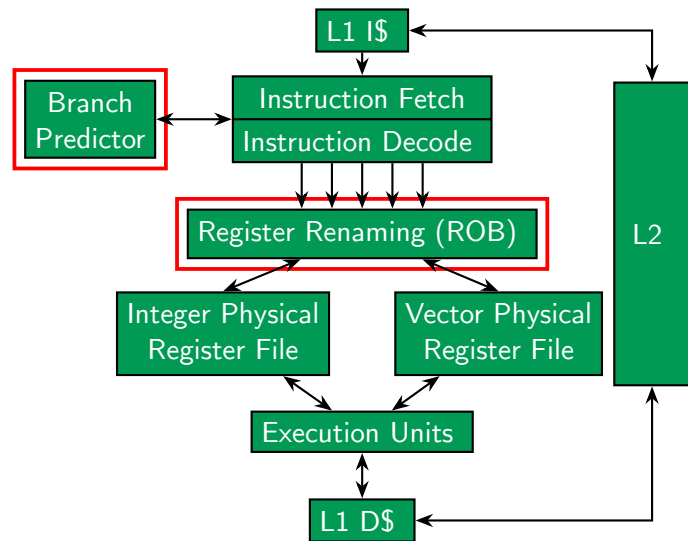 L1 I$
Branch
Predictor
Instruction Fetch
Instruction Decode
Register Renaming (ROB)
L2
Integer Physical
Register File
Vector Physical
Register File
Execution Units
L1 D$